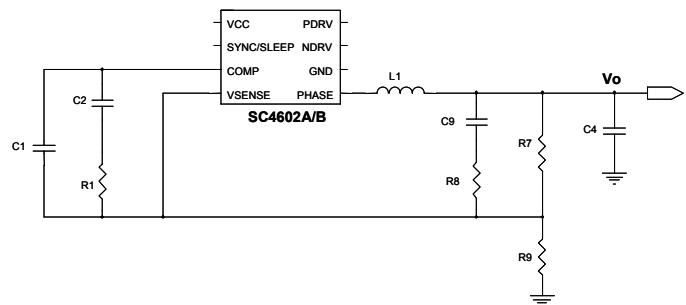 VCC
PDRV
SYNC/SLEEP
NDRV
COMP
GND
VSENSE
PHASE
SC4602A/B
L1
Vo
C1
C2
R1
C9
R8
R7
C4
R9